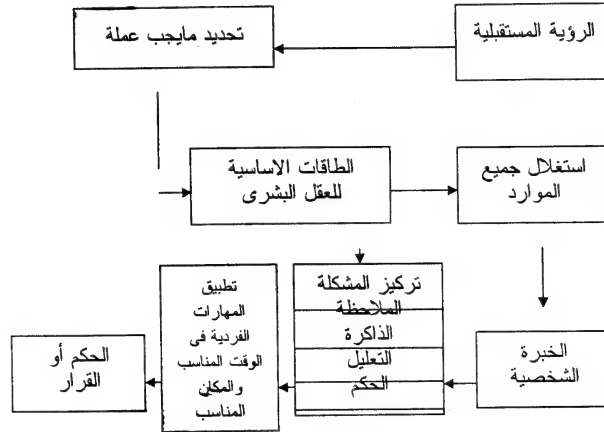 الرؤية المستقبلية
تحديد مايجب عملة
استغلال جميع
الموارد
الطاقات الاساسية
للعقل البشرى
تركيز المشكلة
الملاحظة
الذاكرة
التعليل
الحكم
تطبيق
المهارات
الفردية فى
الوقت المناسب
والمكان
المناسب
الخبرة
الشخصية
الحكم أو
القرار